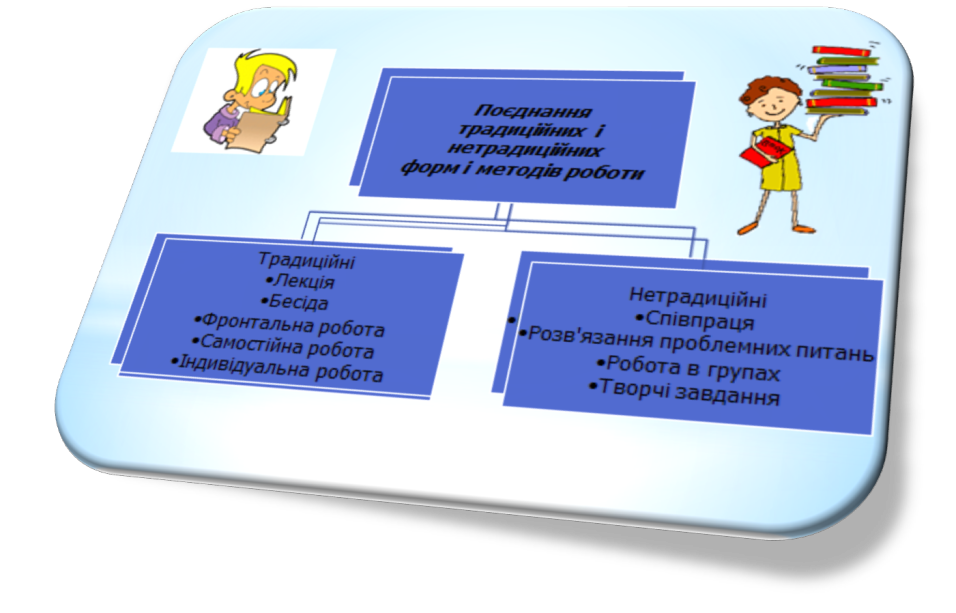 Поєднання
традиційних і
нетрадиційних
форм і методів роботи
Традиційні
•Лекція
•Бесіда
•Фронтальна робота
•Самостійна робота
•Індивідуальна робота
Нетрадиційні
•Співпраця
•Розв'язання проблемних питань
•Робота в групах
•Творчі завдання